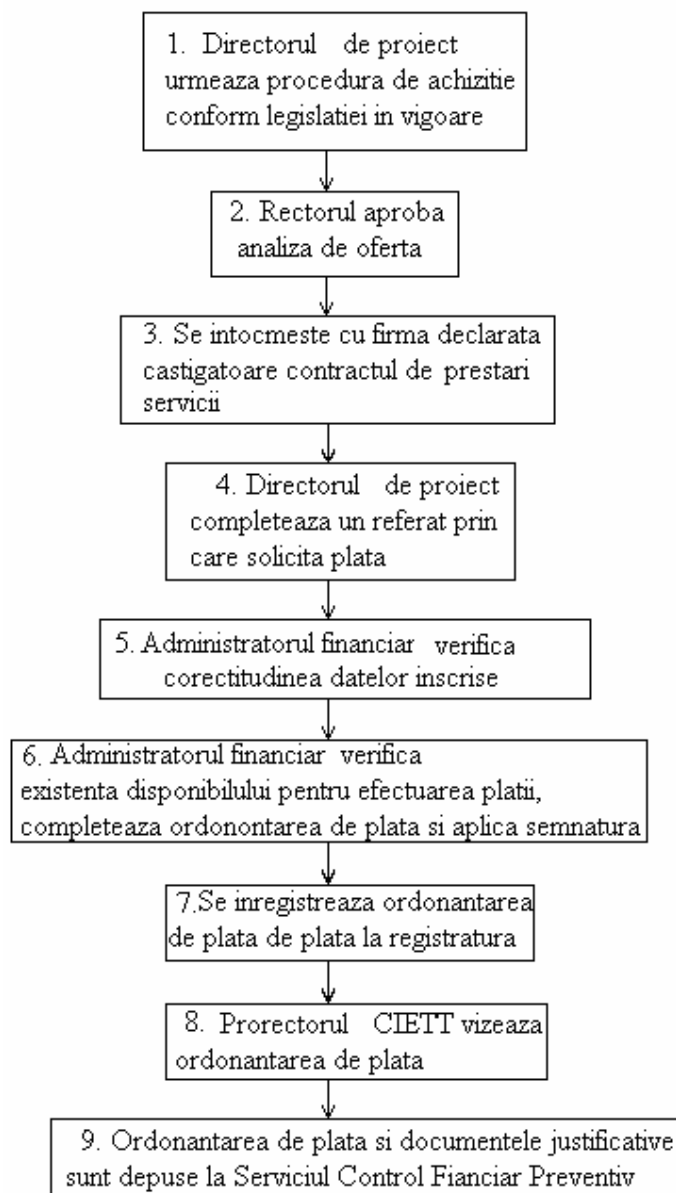 1. Directorul de proiect
urmeaza procedura de achizitie
conform legislatiei in vigoare
2. Rectorul aproba
analiza de oferta
3. Se intocmeste cu firma declarata
castigatoare contractul de prestari
servicii
4. Directorul de proiect
completeaza un referat prin
care solicita plata
5. Administratorul financiar verifica
corectitudinea datelor inscrise
6. Administratorul financiar verifica
existenta disponibilului pentru efectuarea platii,
completeaza ordonontarea de plata si aplica semnatura
7.Se inregistreaza ordonantarea
de plata de plata la registratura
8. Prorectorul CIETT vizeaza
ordonantarea de plata
9. Ordonantarea de plata si documentele justificative
sunt depuse la Serviciul Control Fianciar Preventiv